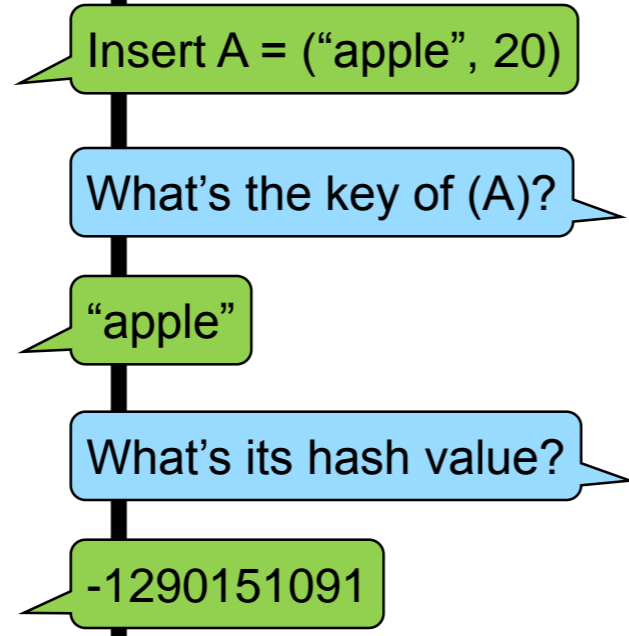 Insert A = (“apple”, 20)
What’s the key of (A)?
“apple”
What’s its hash value?
-1290151091